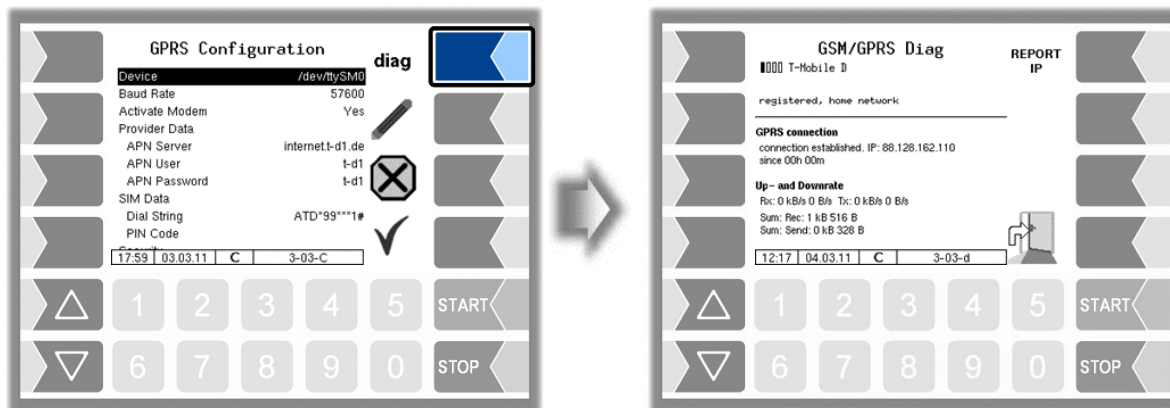 GPRS Configuration
diag
Device /dev/ttySM0
Baud Rate 57600
Activate Modem Yes
Provider Data
APN Server internet.t-d1.de
APN User t-d1
APN Password t-d1
SIM Data
Dial String ATD*99***1#
PIN Code
17:59 03.03.11 C 3-03-C
1 2 3 4 5 START
6 7 8 9 0 STOP
GSM/GPRS Diag
REPORT
IP
T-Mobile D
registered, home network
GPRS connection
connection established. IP: 88.128.162.110
since 00h 00m
Up- and Downrate
Rx: 0 kB/s 0 B/s Tx: 0 kB/s 0 B/s
Sum: Rec: 1 kB 516 B
Sum: Send: 0 kB 328 B
12:17 04.03.11 C 3-03-d
1 2 3 4 5 START
6 7 8 9 0 STOP